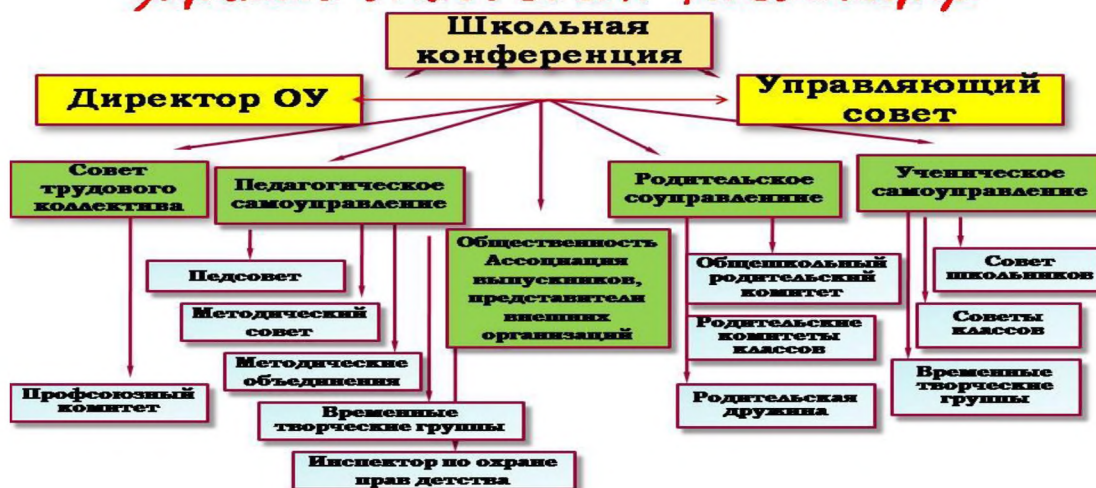 Школьная
конференция
Директор ОУ
Управляющий
совет
Совет
трудового
коллектива
Педагогическое
самоуправление
Родительское
соуправлениие
Ученическое
самоуправление
Общественность
Ассоциация
выпускников,
представители
внешних
организаций
Педсовет
Методический
совет
Методические
объединения
Профсоюзный
комитет
Временные
творческие группы
Инспектор по охране
прав детства
Общешкольный
родительский
комитет
Родительские
комитеты
классов
Родительская
дружина
Совет
школьников
Советы
классов
Временные
творческие
группы